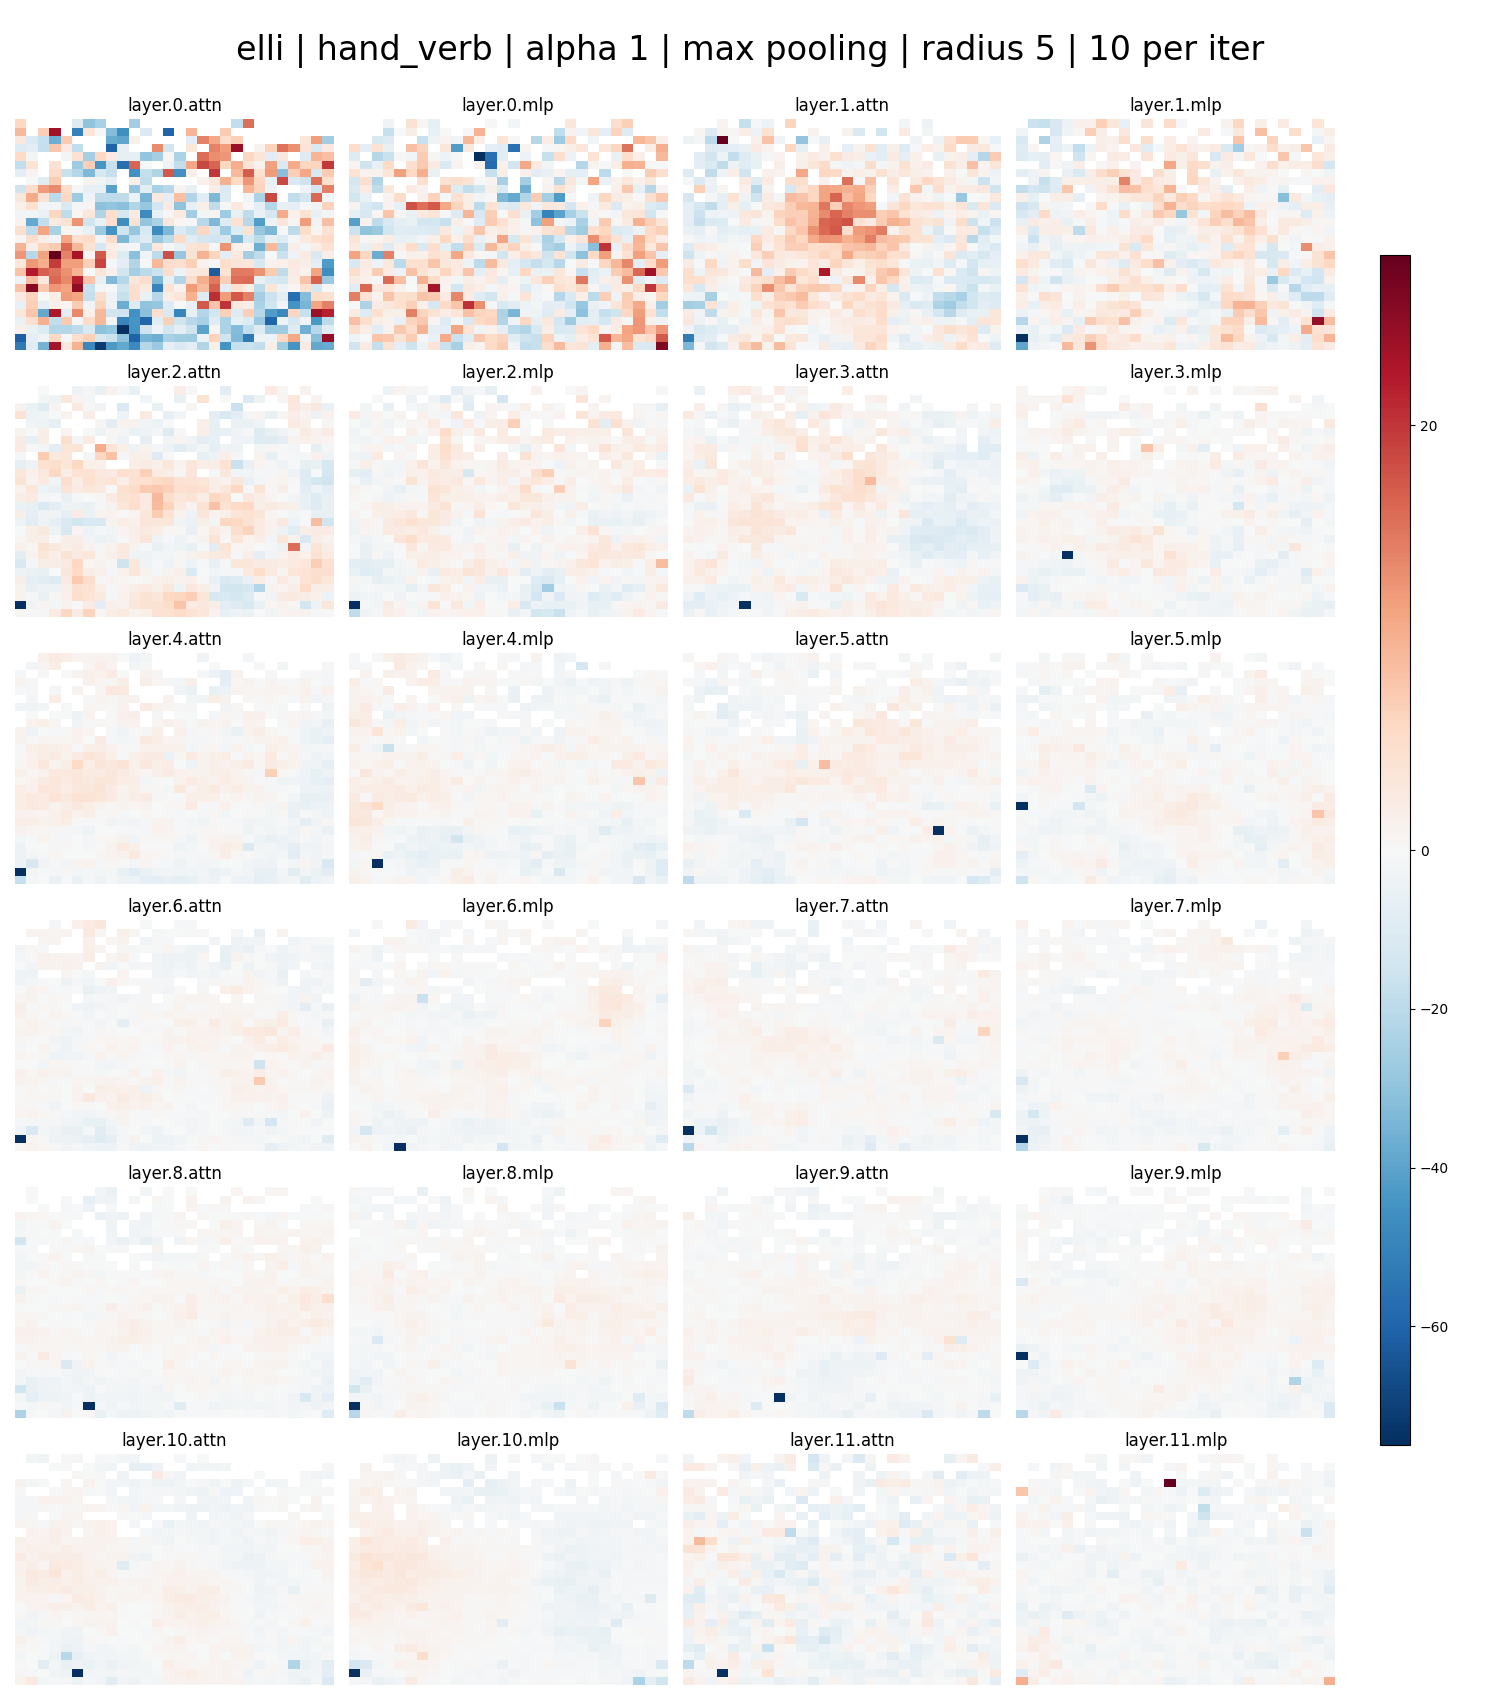 elli | hand_verb | alpha 1 | max pooling | radius 5 | 10 per iter
layer.0.attn layer.0.mlp layer.1.attn layer.1.mlp
layer.2.attn layer.2.mlp layer.3.attn layer.3.mlp
20
layer.4.attn layer.4.mlp layer.5.attn layer.5.mlp
0
layer.6.attn layer.6.mlp layer.7.attn layer.7.mlp
−20
layer.8.attn layer.8.mlp layer.9.attn layer.9.mlp
−40
−60
layer.10.attn layer.10.mlp layer.11.attn layer.11.mlp